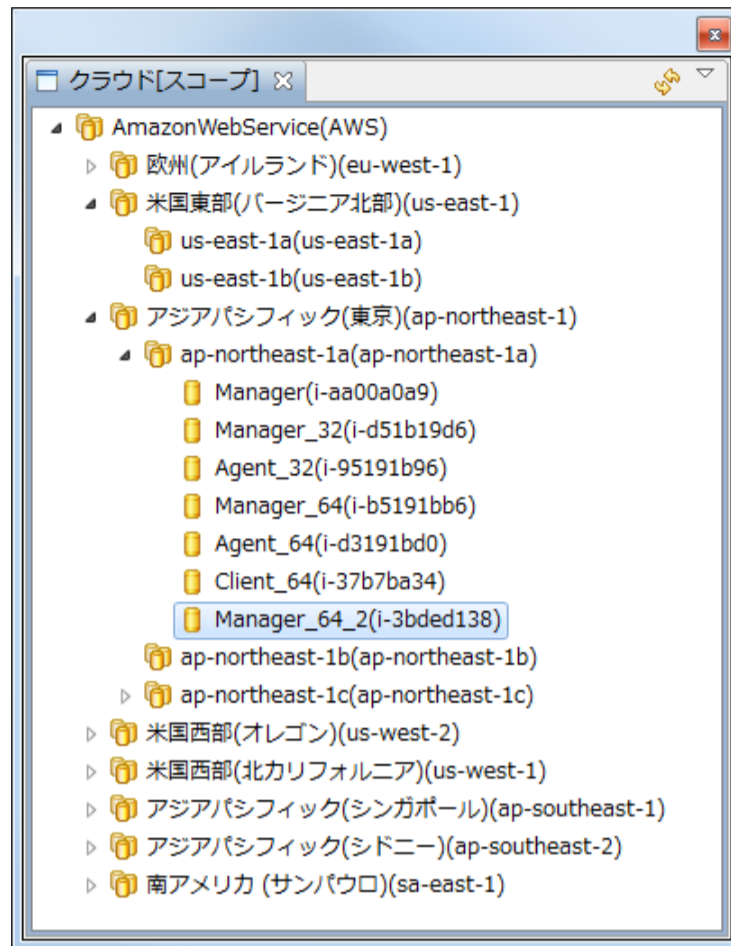 クラウド[スコープ]
AmazonWebService(AWS)
欧州(アイルランド)(eu-west-1)
米国東部(バージニア北部)(us-east-1)
us-east-1a(us-east-1a)
us-east-1b(us-east-1b)
アジアパシフィック(東京)(ap-northeast-1)
ap-northeast-1a(ap-northeast-1a)
Manager(i-aa00a0a9)
Manager_32(i-d51b19d6)
Agent_32(i-95191b96)
Manager_64(i-b5191bb6)
Agent_64(i-d3191bd0)
Client_64(i-37b7ba34)
Manager_64_2(i-3bded138)
ap-northeast-1b(ap-northeast-1b)
ap-northeast-1c(ap-northeast-1c)
米国西部(オレゴン)(us-west-2)
米国西部(北カリフォルニア)(us-west-1)
アジアパシフィック(シンガポール)(ap-southeast-1)
アジアパシフィック(シドニー)(ap-southeast-2)
南アメリカ (サンパウロ)(sa-east-1)